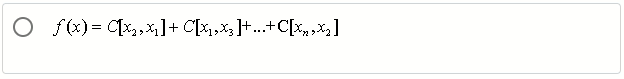 f(x) = C[x₂,x₁]+ C[x₁,x₃]+...+C[xₙ,x₂]